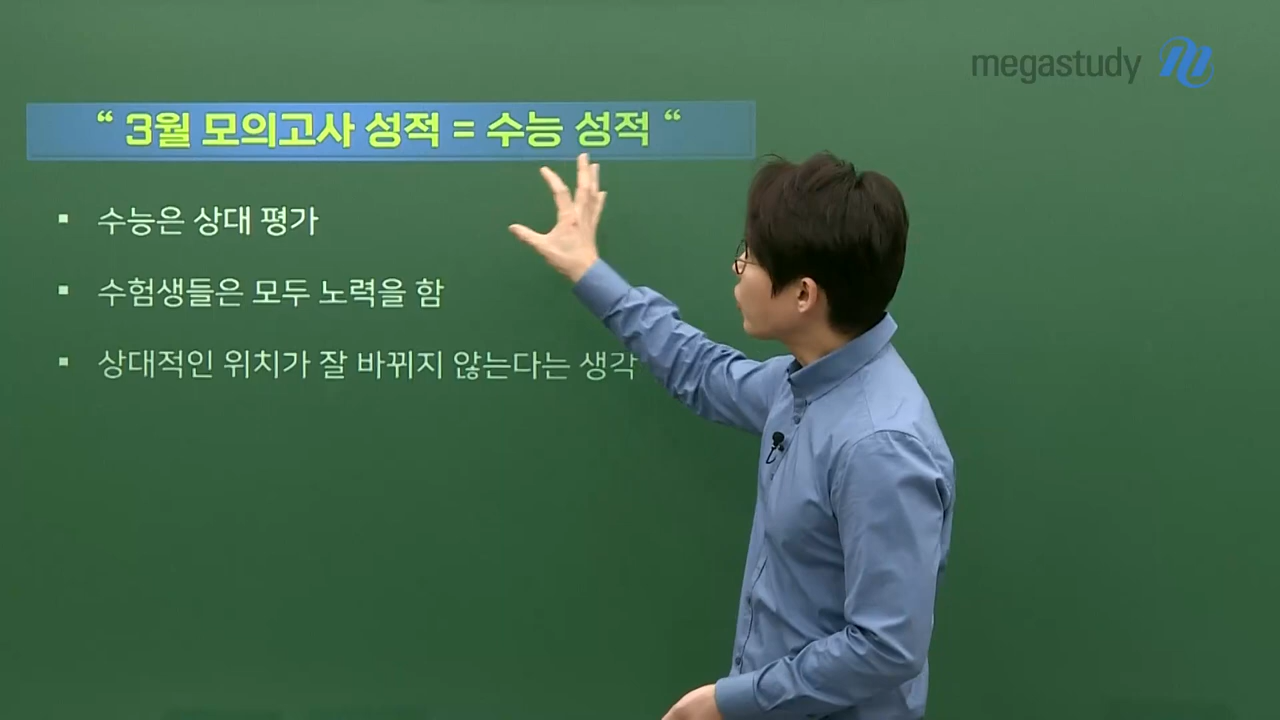 megastudy
“ 3월 모의고사 성적 = 수능 성적 “
▪ 수능은 상대 평가
▪ 수험생들은 모두 노력을 함
▪ 상대적인 위치가 잘 바뀌지 않는다는 생각